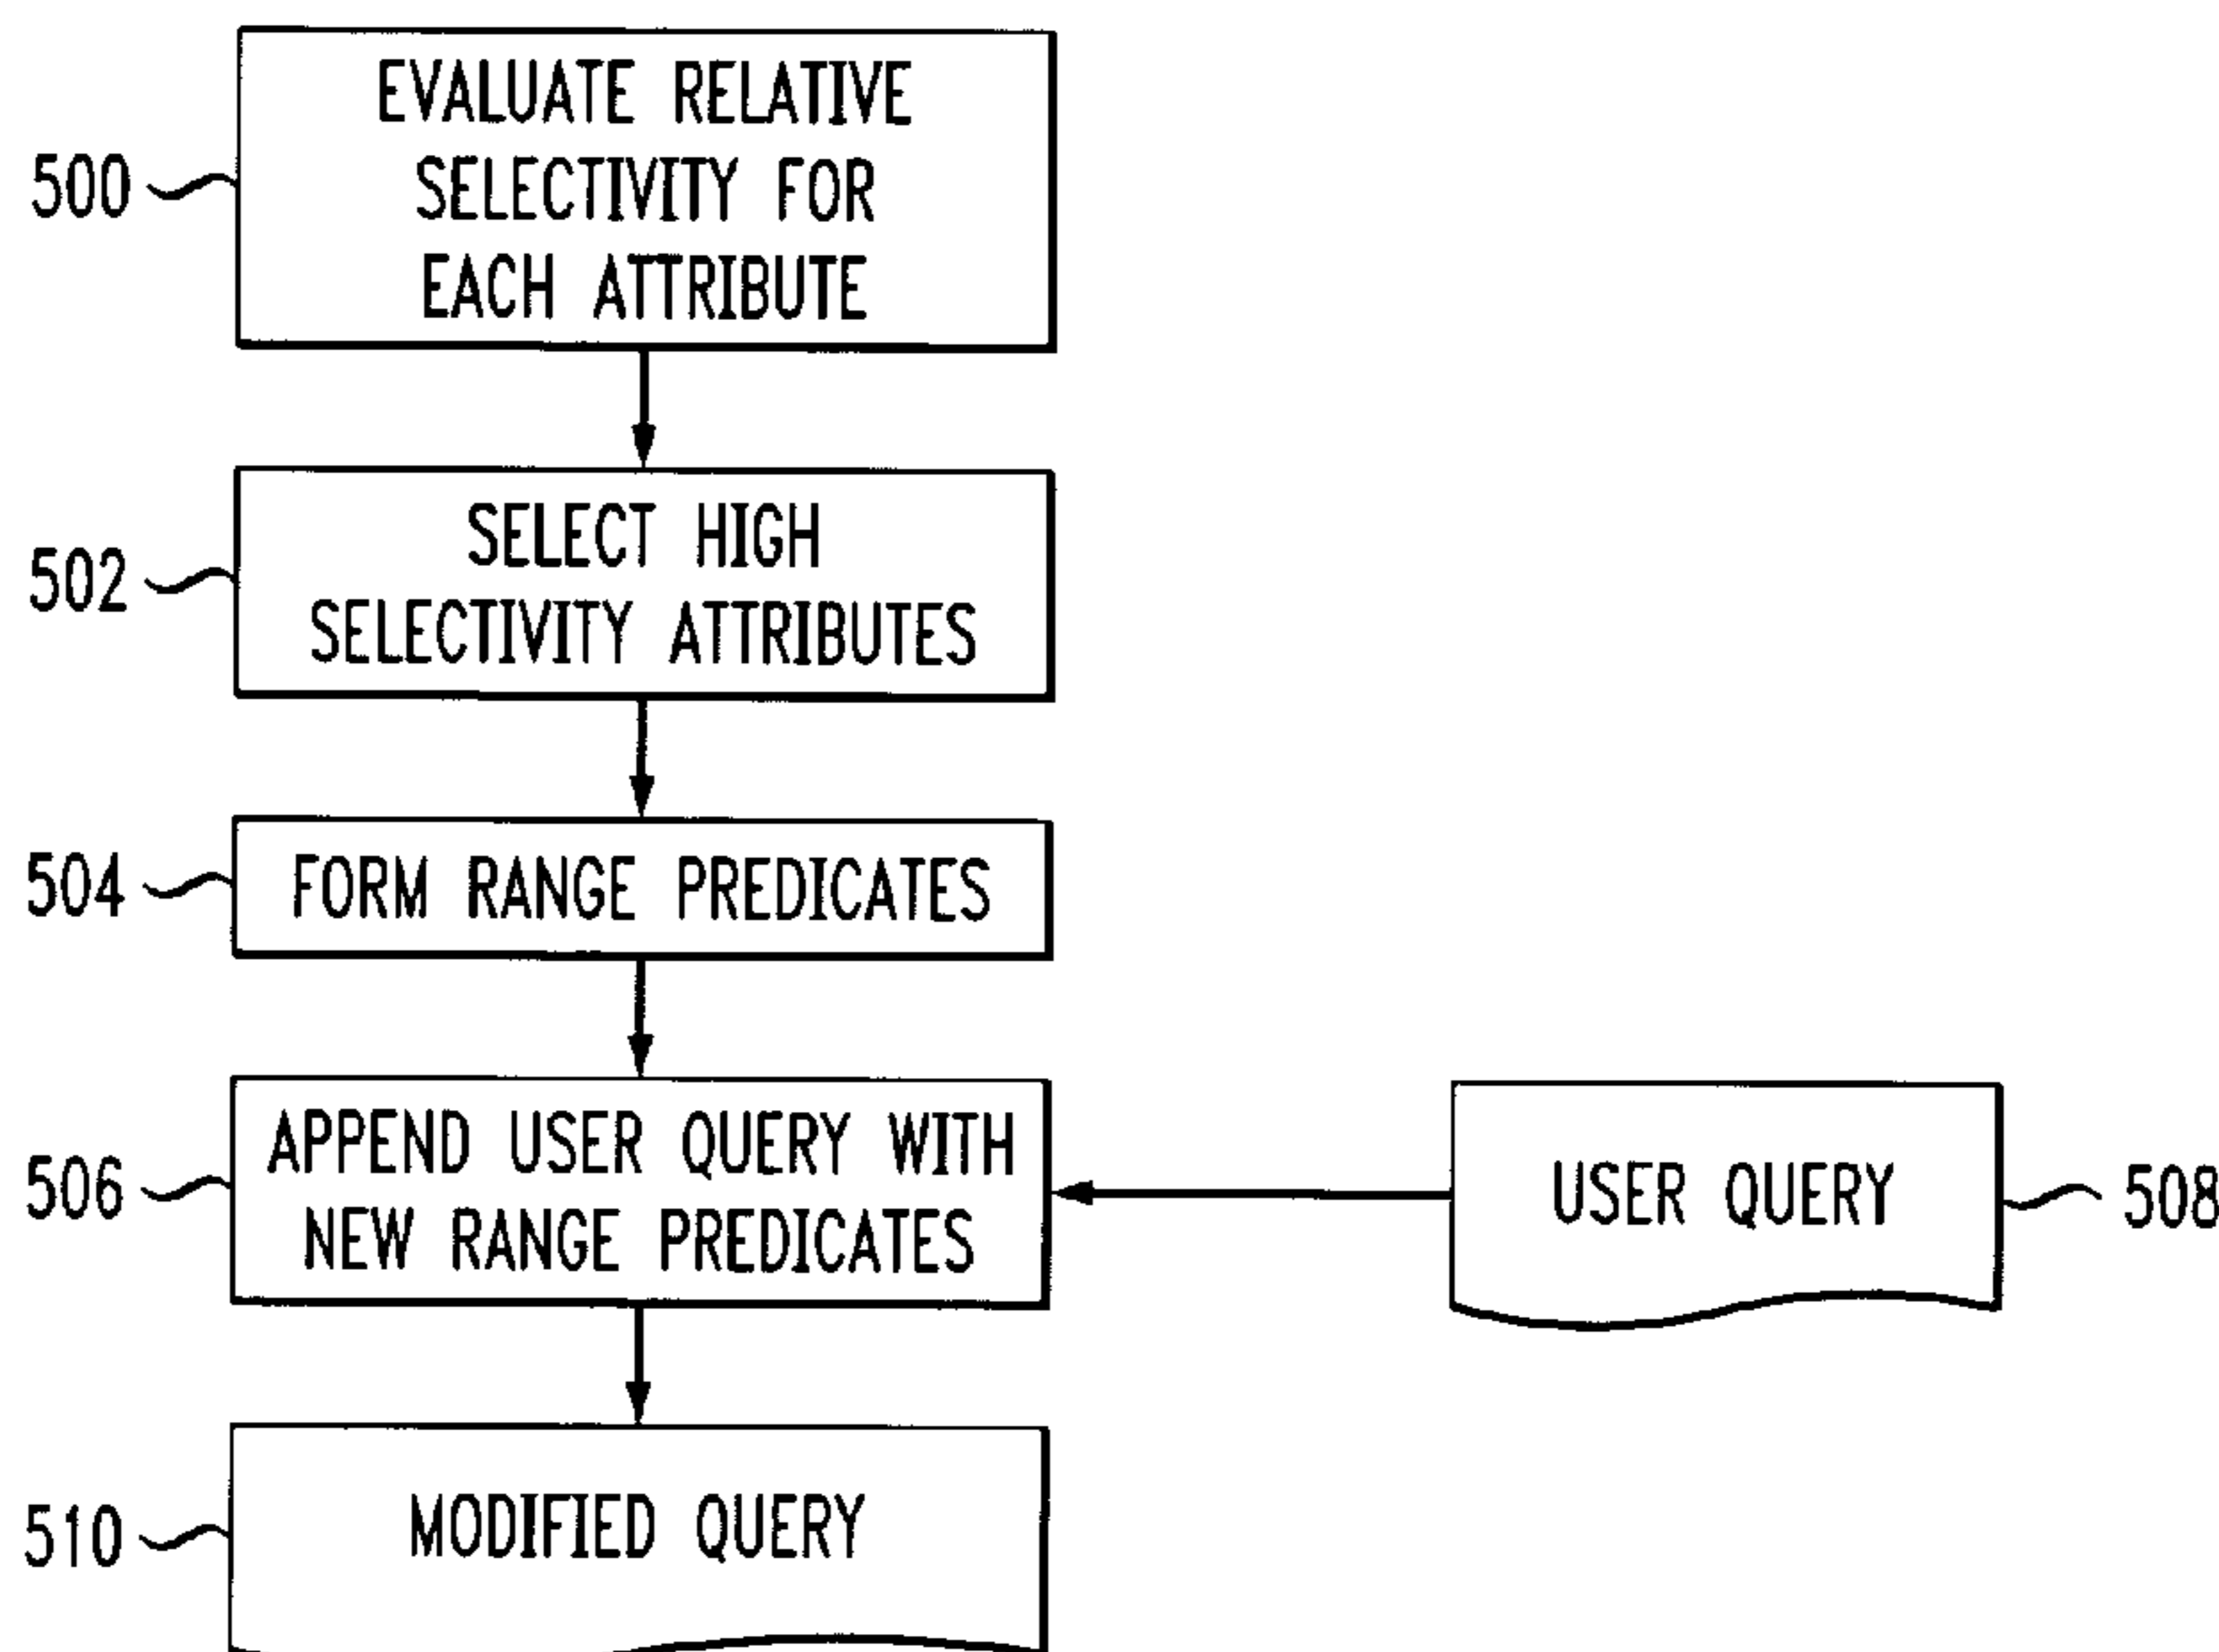 500
EVALUATE RELATIVE
SELECTIVITY FOR
EACH ATTRIBUTE
502
SELECT HIGH
SELECTIVITY ATTRIBUTES
504
FORM RANGE PREDICATES
506
APPEND USER QUERY WITH
NEW RANGE PREDICATES
USER QUERY
508
510
MODIFIED QUERY